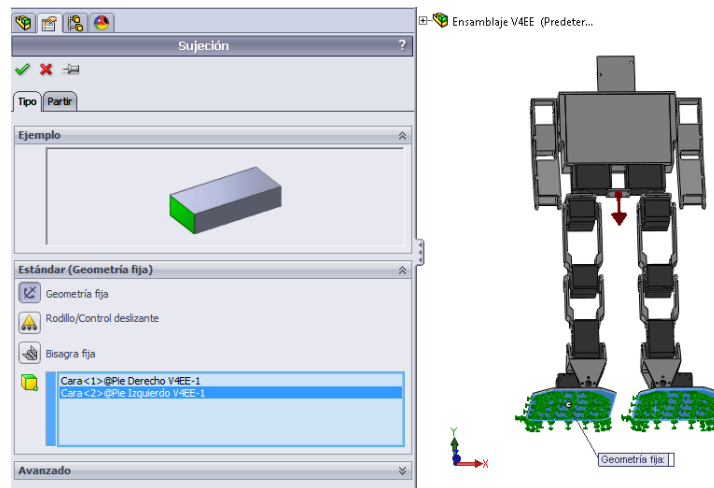 Sujeción
?
Tipo
Partir
Ejemplo
Estándar (Geometría fija)
Geometría fija
Rodillo/Control deslizante
Bisagra fija
Cara<1>@Pie Derecho V4EE-1
Cara<2>@Pie Izquierdo V4EE-1
Avanzado
Ensamblaje V4EE (Predeter...
Y
X
Geometría fija: